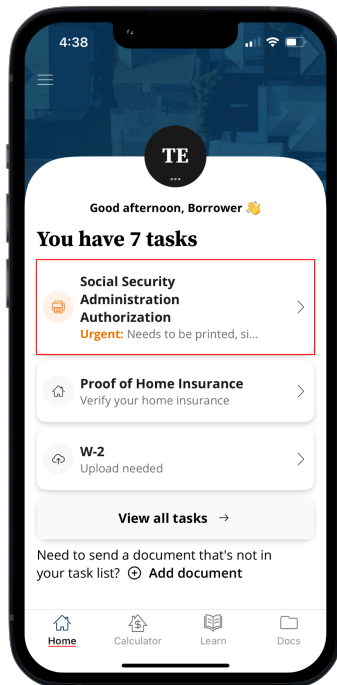 4:38
TE
...
Good afternoon, Borrower 👋
You have 7 tasks
Social Security
Administration
Authorization
Urgent: Needs to be printed, si...
Proof of Home Insurance
Verify your home insurance
W-2
Upload needed
View all tasks →
Need to send a document that's not in
your task list? ⊕ Add document
Home Calculator Learn Docs